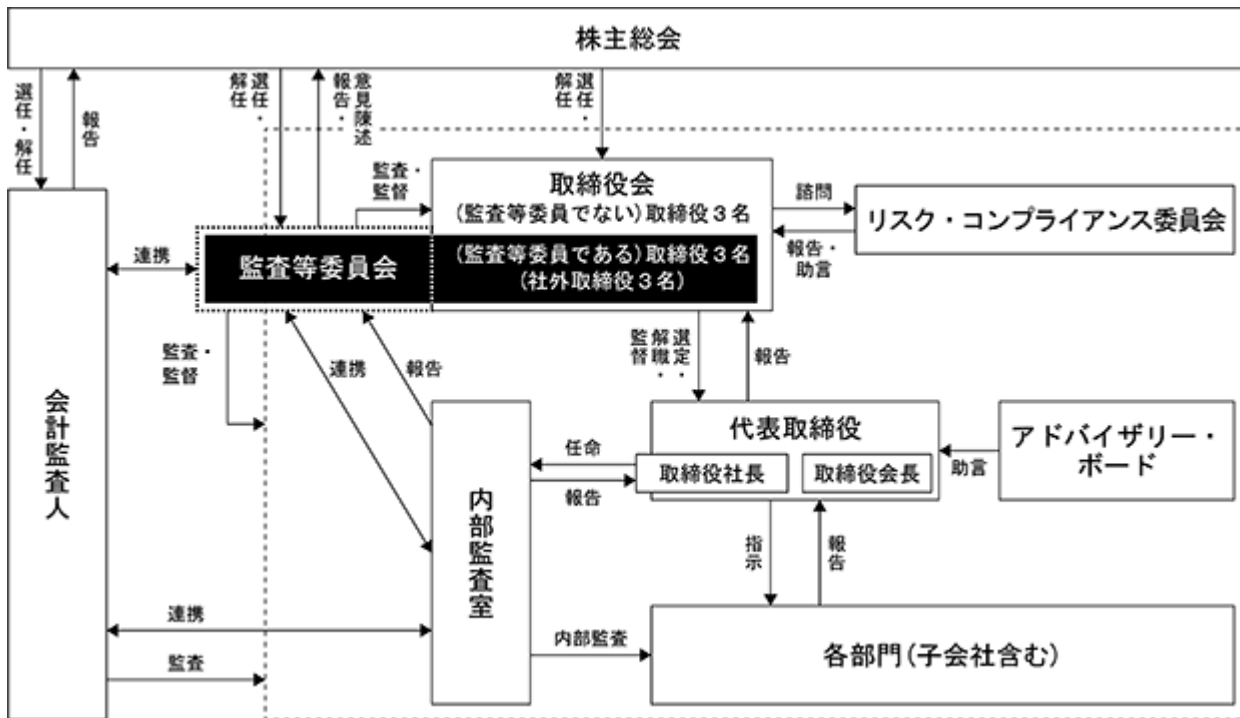 株主総会
選任・解任
報告
選任・
解任
意見陳述
報告・
選任・
解任
監査・
監督
取締役会
(監査等委員でない)取締役3名
諮問
リスク・コンプライアンス委員会
報告・
助言
連携
監査等委員会
(監査等委員である)取締役3名
(社外取締役3名)
監査・
監督
連携
報告
選定・
解職・
監督
報告
会計監査人
内部監査室
任命
報告
代表取締役
取締役社長
取締役会長
助言
アドバイザリー・
ボード
指示
報告
連携
監査
内部監査
各部門(子会社含む)